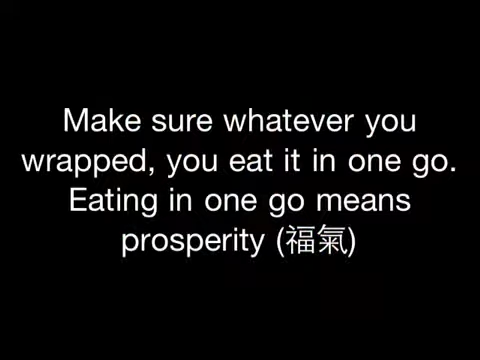 Make sure whatever you
wrapped, you eat it in one go.
Eating in one go means
prosperity (福氣)